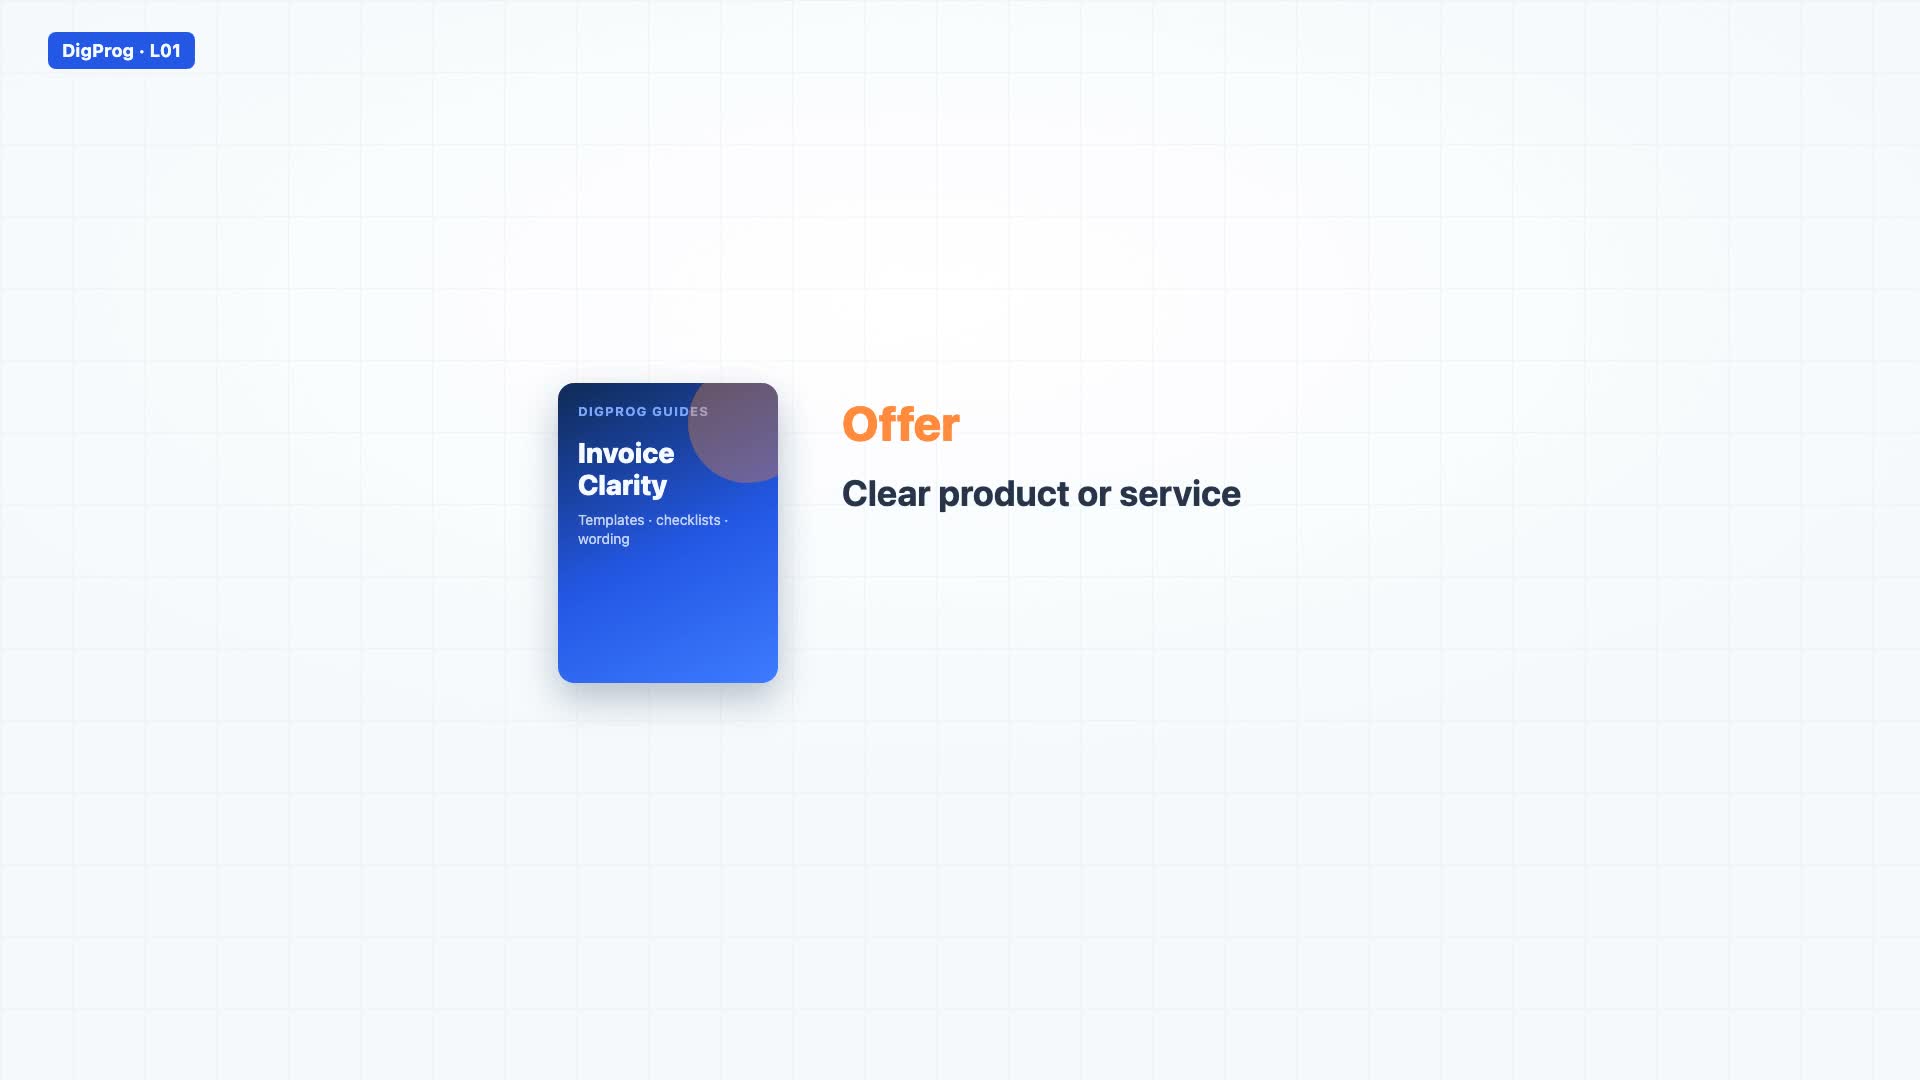 DigProg · L01
DIGPROG GUIDES
Invoice
Clarity
Templates · checklists ·
wording
Offer
Clear product or service